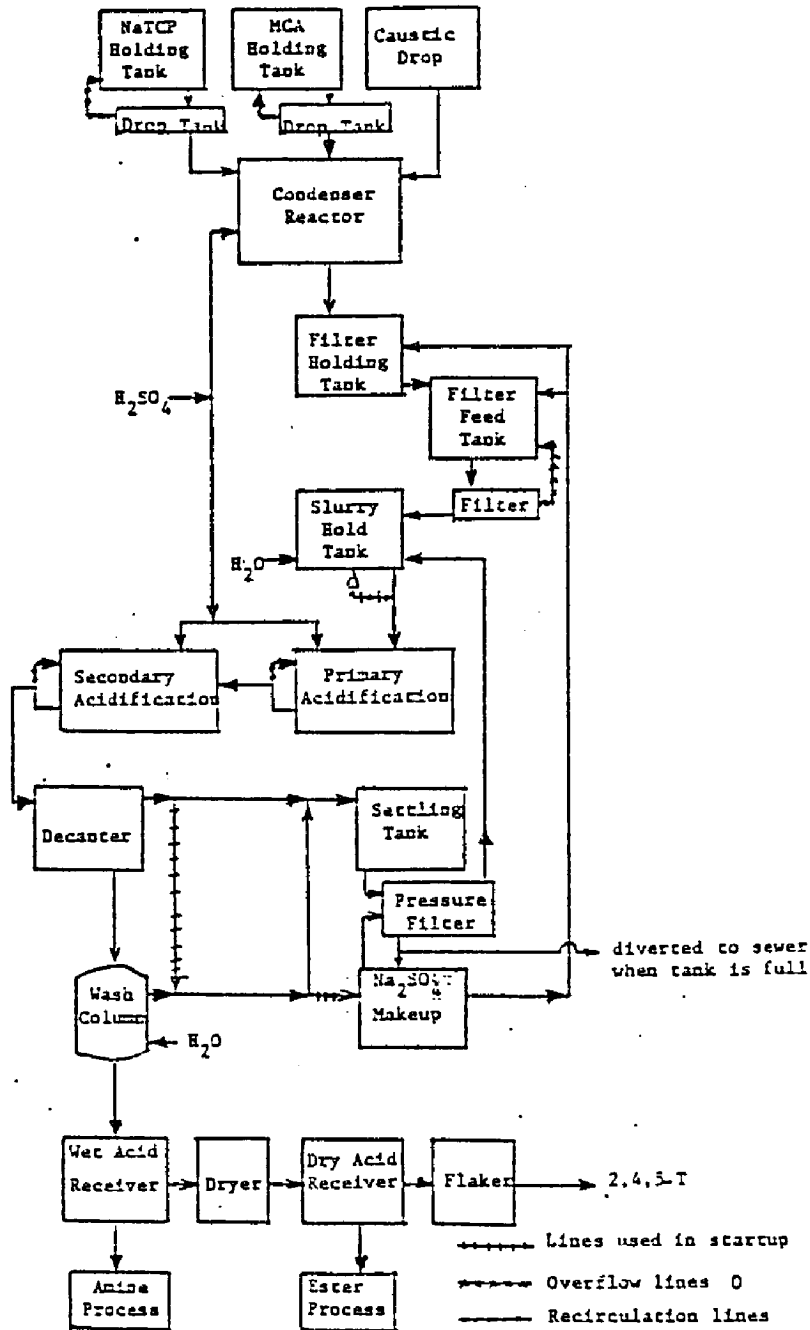 NaTCP
Holding
Tank
MCA
Holding
Tank
Caustic
Drop
Drop Tank
Drop Tank
Condenser
Reactor
Filter
Holding
Tank
H2SO4
Filter
Feed
Tank
Slurry
Hold
Tank
Filter
H2O
Secondary
Acidification
Primary
Acidification
Decanter
Settling
Tank
Pressure
Filter
diverted to sewer
when tank is full
Wash
Column
Na2SO4
Makeup
H2O
Wet Acid
Receiver
Dryer
Dry Acid
Receiver
Flaker
2,4,5-T
Lines used in startup
Amine
Process
Ester
Process
Overflow lines O
Recirculation lines